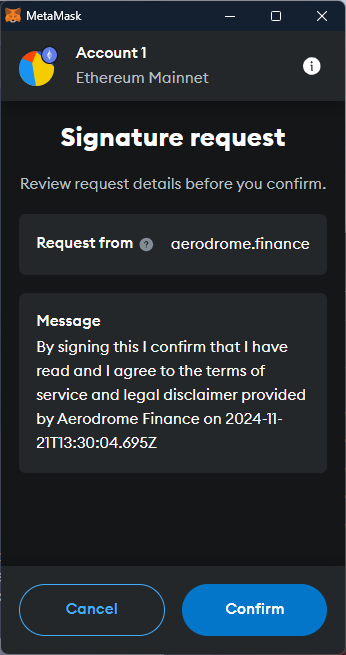 MetaMask
Account 1
Ethereum Mainnet
Signature request
Review request details before you confirm.
Request from ? aerodrome.finance
Message
By signing this I confirm that I have
read and I agree to the terms of
service and legal disclaimer provided
by Aerodrome Finance on 2024-11-
21T13:30:04.695Z
Cancel Confirm